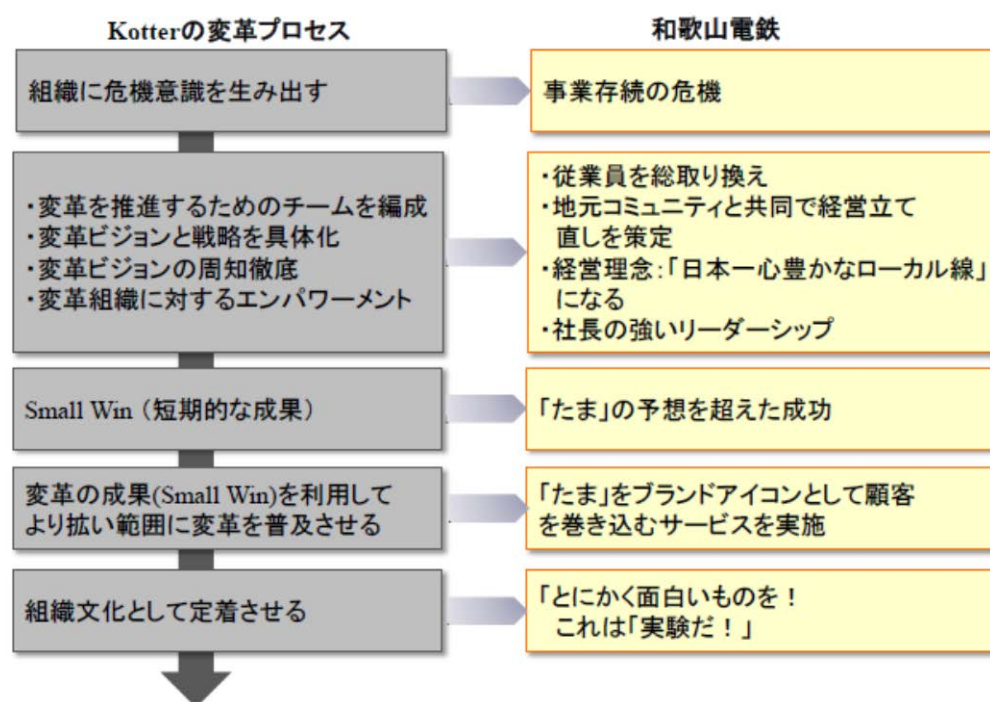 Kotterの変革プロセス
和歌山電鉄
組織に危機意識を生み出す
事業存続の危機
・変革を推進するためのチームを編成
・変革ビジョンと戦略を具体化
・変革ビジョンの周知徹底
・変革組織に対するエンパワーメント
・従業員を総取り換え
・地元コミュニティと共同で経営立て
直しを策定
・経営理念：「日本一心豊かなローカル線」
になる
・社長の強いリーダーシップ
Small Win （短期的な成果）
「たま」の予想を超えた成功
変革の成果(Small Win)を利用して
より拡い範囲に変革を普及させる
「たま」をブランドアイコンとして顧客
を巻き込むサービスを実施
組織文化として定着させる
「とにかく面白いものを！
これは「実験だ！」